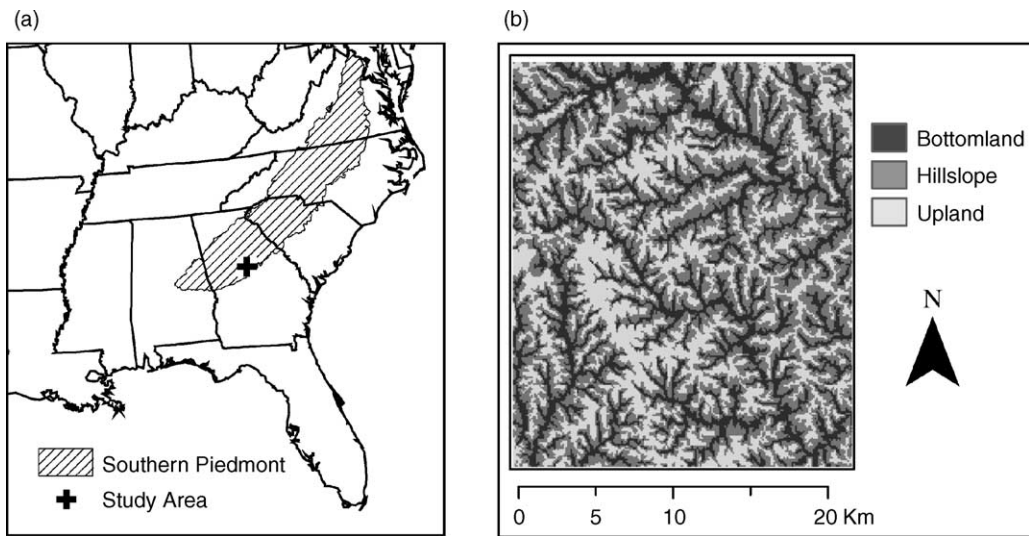 (a)
Southern Piedmont
Study Area
(b)
Bottomland
Hillslope
Upland
N
0 5 10 20 Km